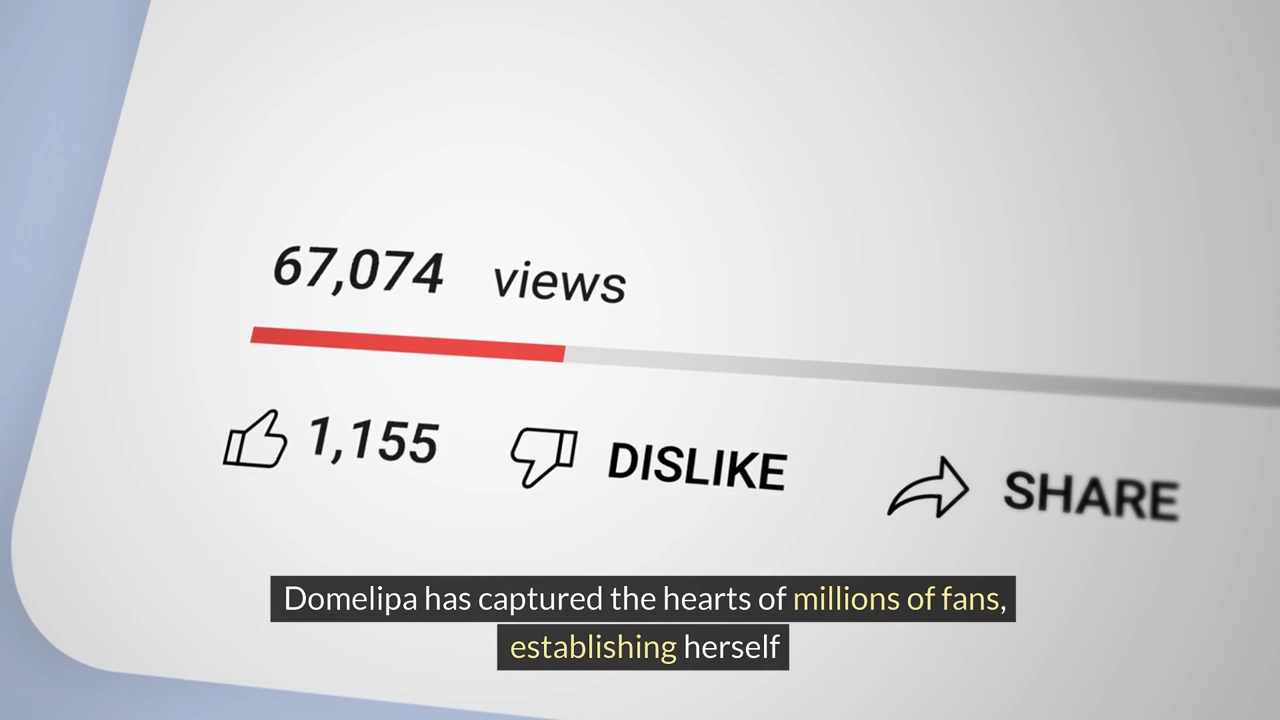 67,074 views
1,155 DISLIKE SHARE
Domelipa has captured the hearts of millions of fans,
establishing herself